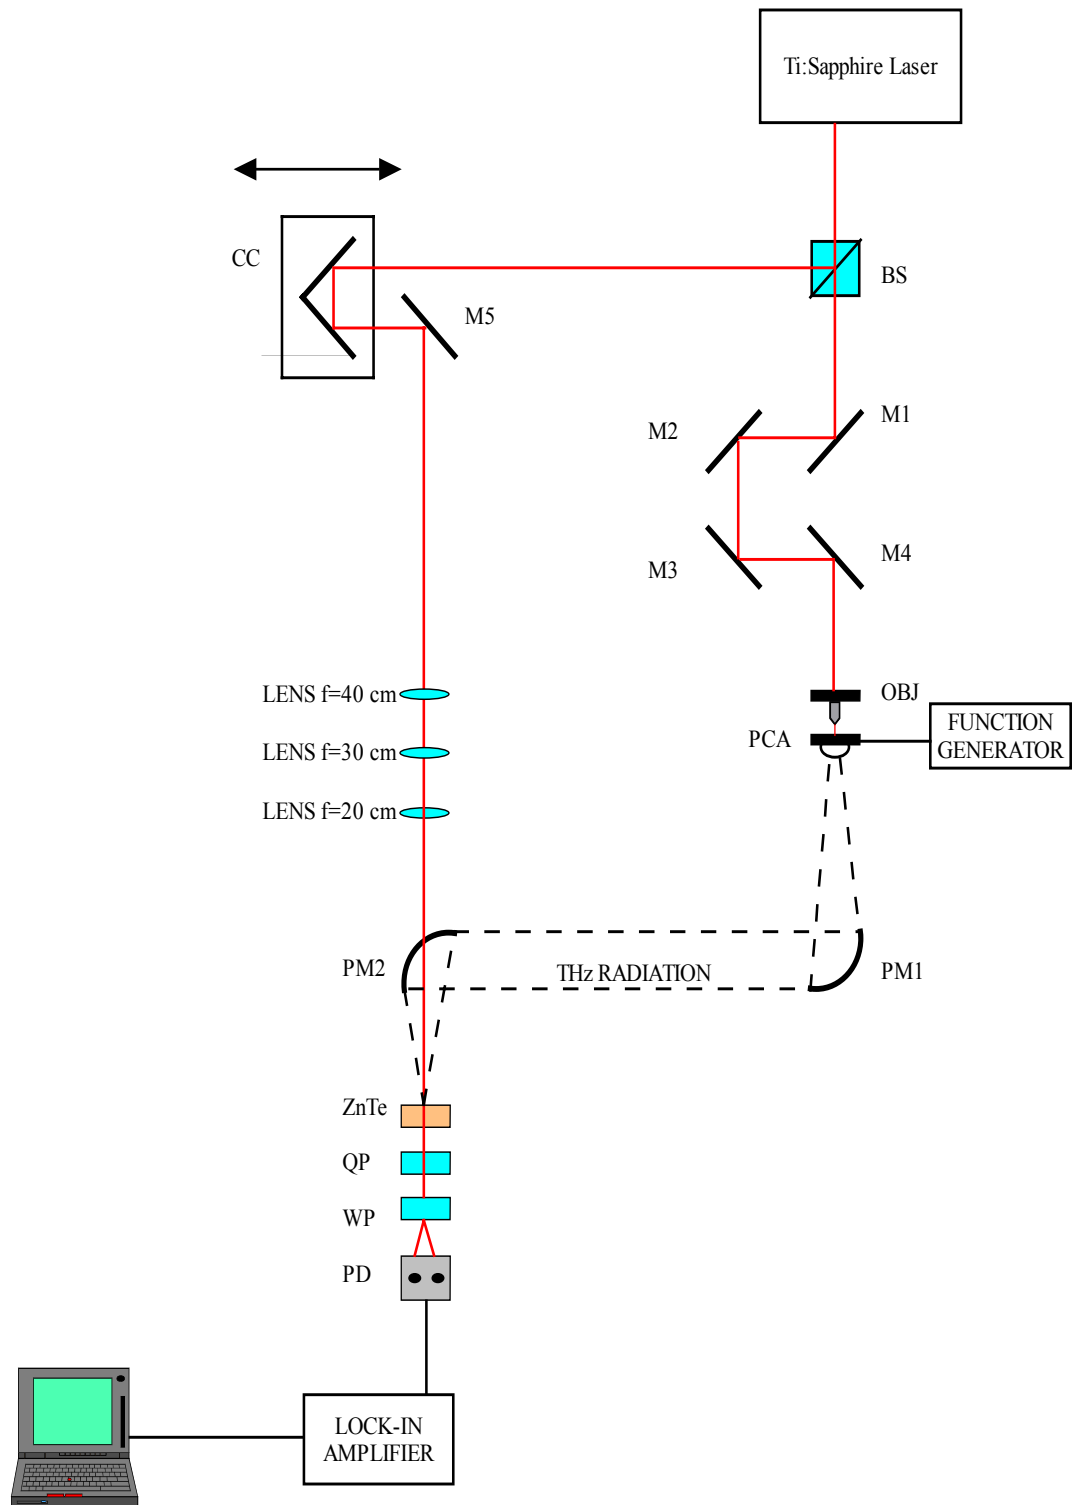 Ti:Sapphire Laser
CC
BS
M5
M1
M2
M4
M3
LENS f=40 cm
OBJ
FUNCTION
GENERATOR
PCA
LENS f=30 cm
LENS f=20 cm
PM2
THz RADIATION
PM1
ZnTe
QP
WP
PD
LOCK-IN
AMPLIFIER